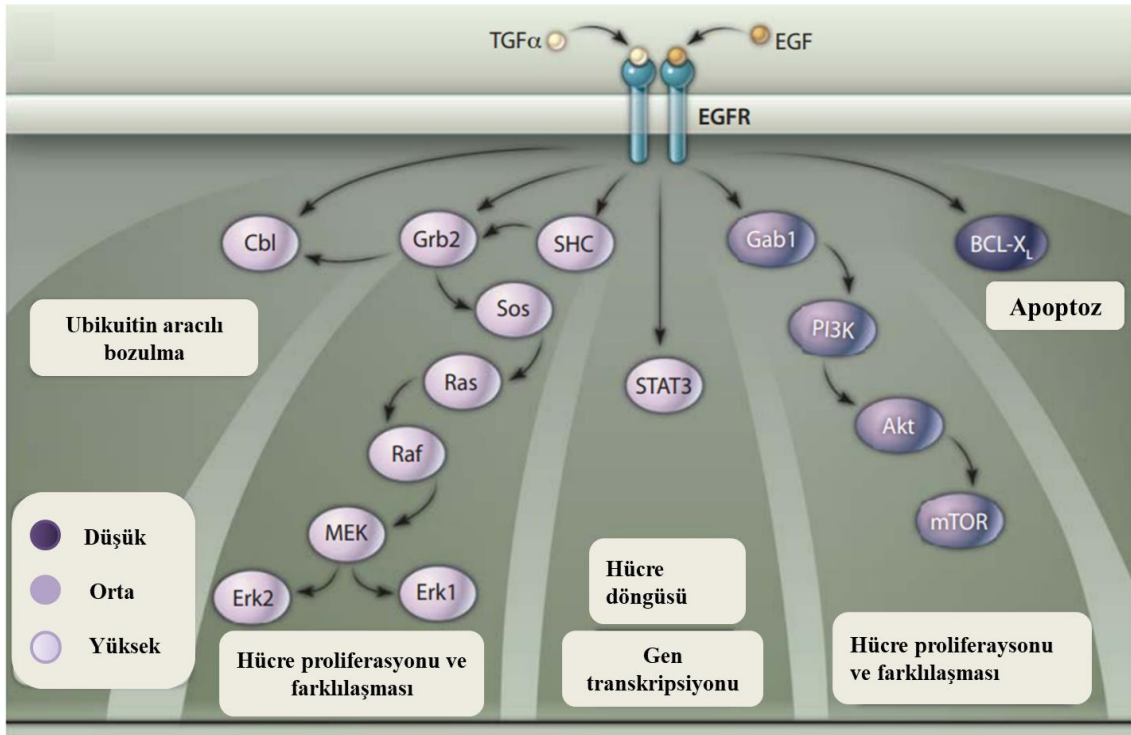 TGFα
EGF
EGFR
Cbl
Grb2
SHC
Gab1
BCL-X_L
Ubikuitin aracılı
bozulma
Sos
Apoptoz
PI3K
Ras
STAT3
Akt
Raf
mTOR
MEK
Erk2
Erk1
Düşük
Orta
Yüksek
Hücre proliferasyonu ve
farklılaşması
Hücre
döngüsü
Gen
transkripsiyonu
Hücre proliferaysonu
ve farklılaşması